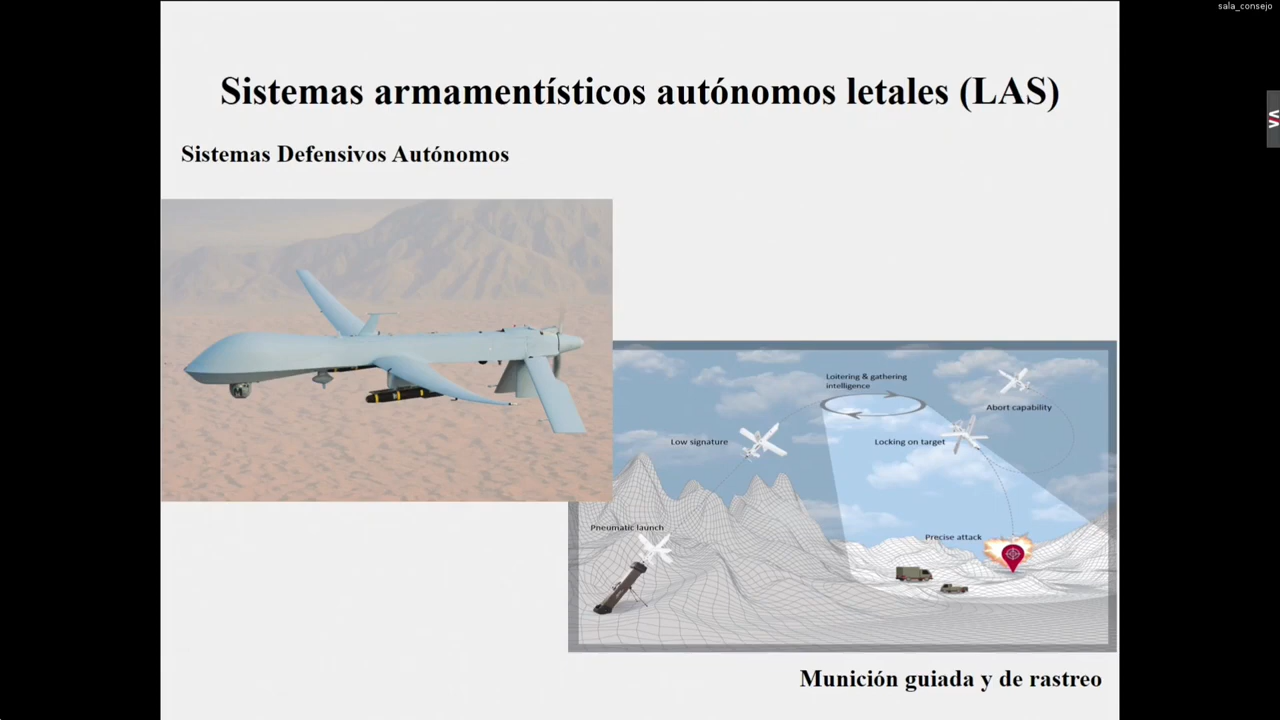 sala_consejo
Sistemas armamentísticos autónomos letales (LAS)
Sistemas Defensivos Autónomos
Loitering & gathering
intelligence
Abort capability
Low signature
Locking on target
Pneumatic launch
Precise attack
Munición guiada y de rastreo